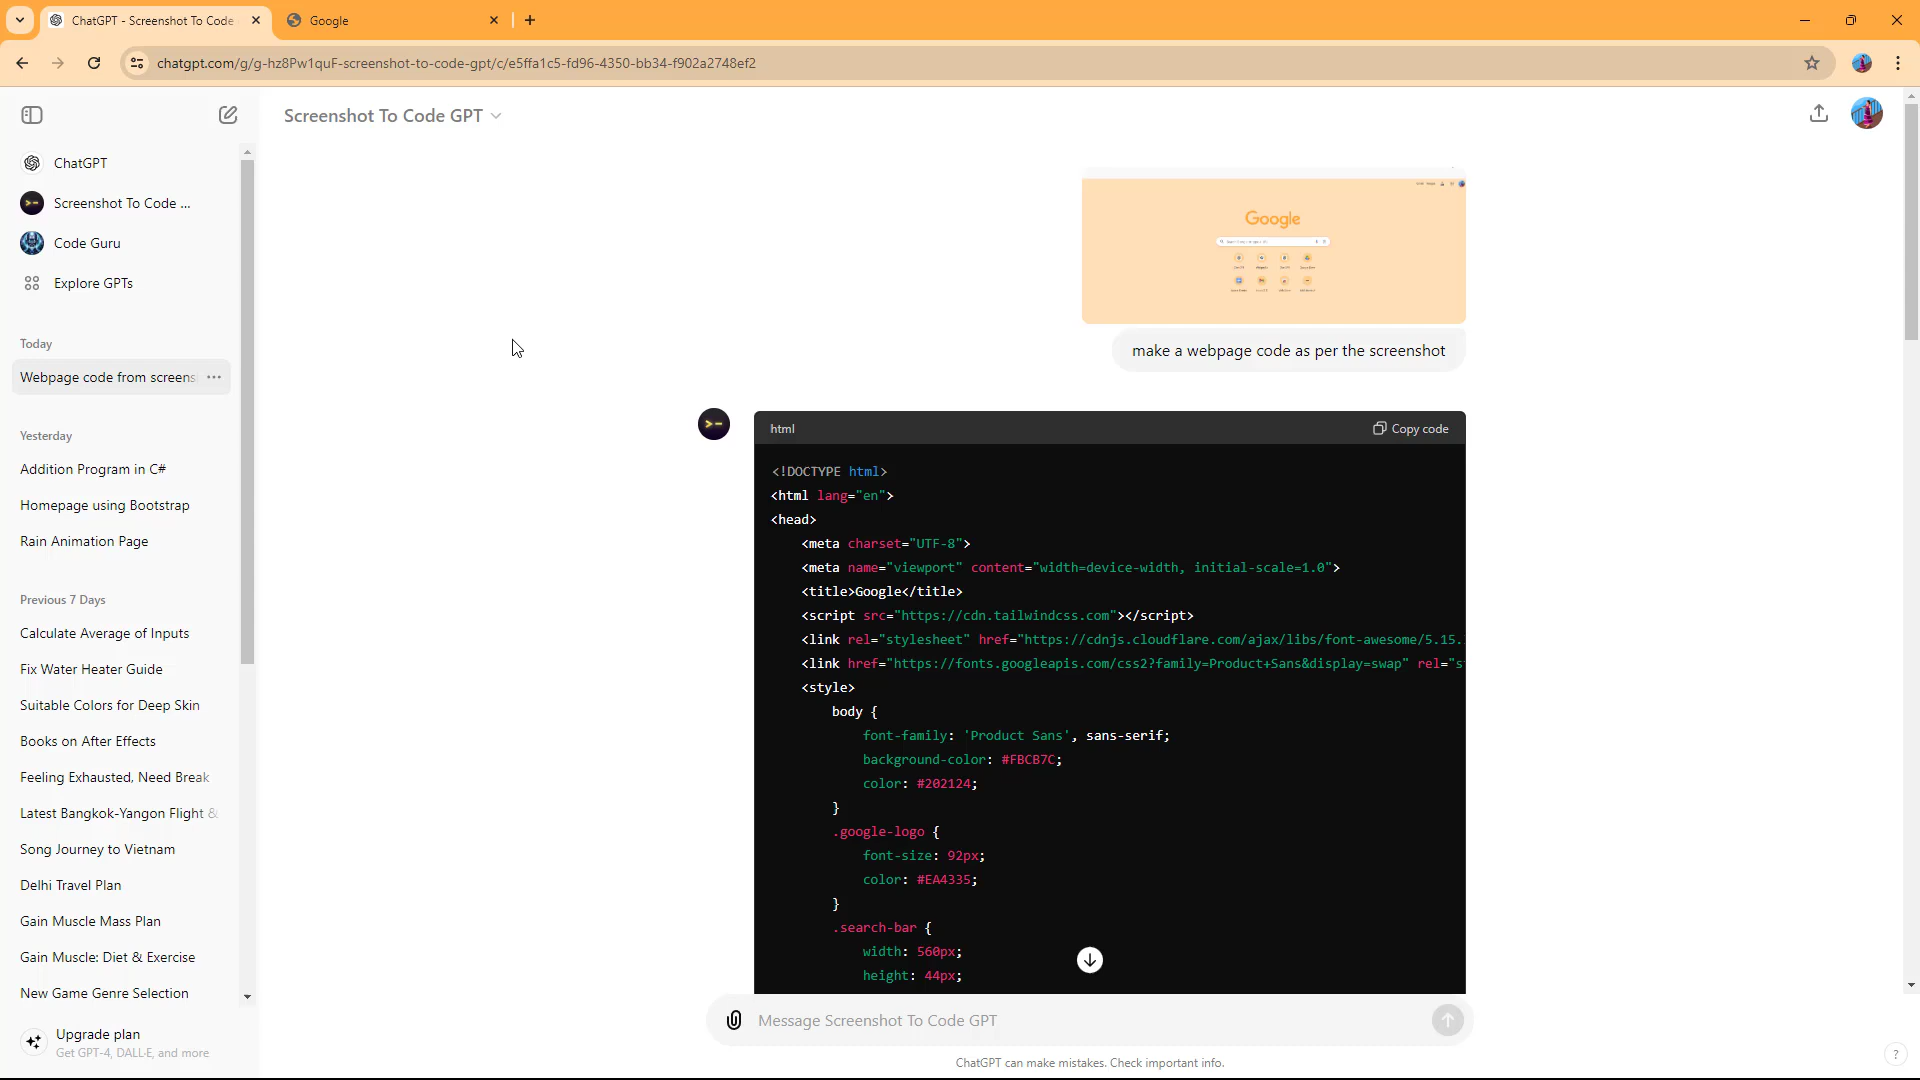 ChatGPT - Screenshot To Code
Google
chatgpt.com/g/g-hz8Pw1quF-screenshot-to-code-gpt/c/e5ffa1c5-fd96-4350-bb34-f902a2748ef2
Screenshot To Code GPT
ChatGPT
Screenshot To Code ...
Code Guru
Explore GPTs
Today
Webpage code from screens
Yesterday
Addition Program in C#
Homepage using Bootstrap
Rain Animation Page
Previous 7 Days
Calculate Average of Inputs
Fix Water Heater Guide
Suitable Colors for Deep Skin
Books on After Effects
Feeling Exhausted, Need Break
Latest Bangkok-Yangon Flight &
Song Journey to Vietnam
Delhi Travel Plan
Gain Muscle Mass Plan
Gain Muscle: Diet & Exercise
New Game Genre Selection
Upgrade plan
Get GPT-4, DALL·E, and more
Google
make a webpage code as per the screenshot
html
Copy code
<!DOCTYPE html>
<html lang="en">
<head>
<meta charset="UTF-8">
<meta name="viewport" content="width=device-width, initial-scale=1.0">
<title>Google</title>
<script src="https://cdn.tailwindcss.com"></script>
<link rel="stylesheet" href="https://cdnjs.cloudflare.com/ajax/libs/font-awesome/5.15.
<link href="https://fonts.googleapis.com/css2?family=Product+Sans&display=swap" rel="s
<style>
body {
font-family: 'Product Sans', sans-serif;
background-color: #FBCB7C;
color: #202124;
}
.google-logo {
font-size: 92px;
color: #EA4335;
}
.search-bar {
width: 560px;
height: 44px;
Message Screenshot To Code GPT
ChatGPT can make mistakes. Check important info.
?